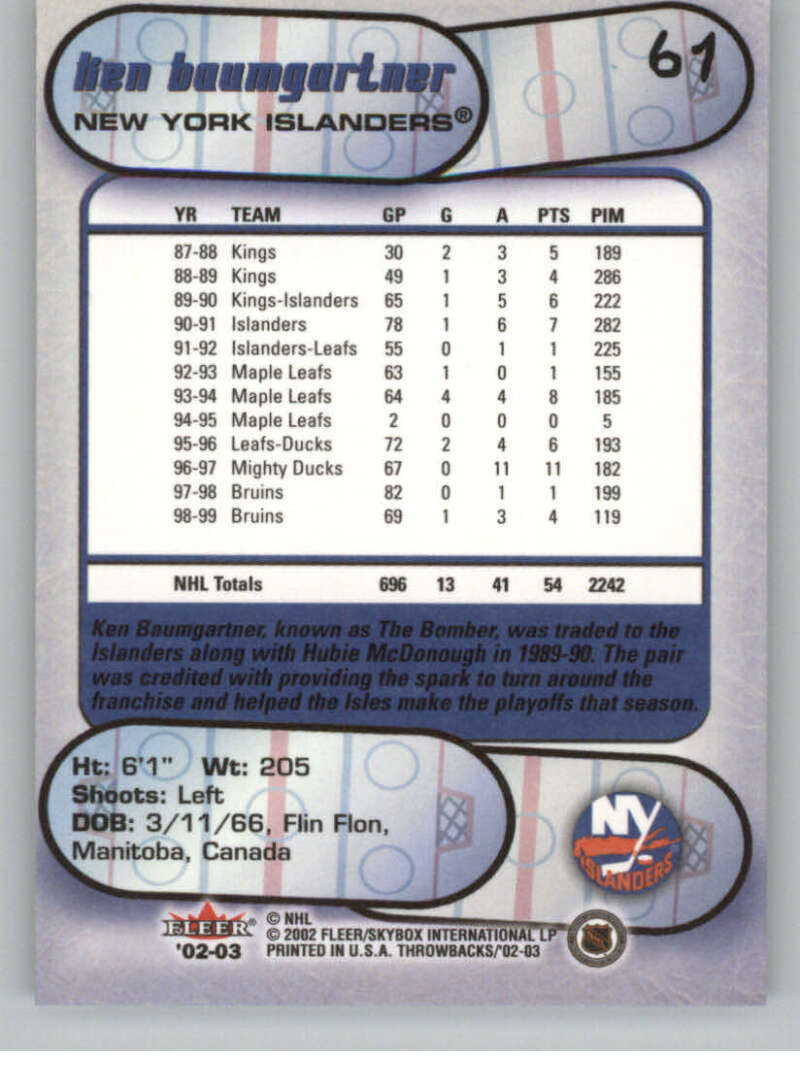 Ken baumgartner
NEW YORK ISLANDERS®
61
YR TEAM GP G A PTS PIM
87-88 Kings 30 2 3 5 189
88-89 Kings 49 1 3 4 286
89-90 Kings-Islanders 65 1 5 6 222
90-91 Islanders 78 1 6 7 282
91-92 Islanders-Leafs 55 0 1 1 225
92-93 Maple Leafs 63 1 0 1 155
93-94 Maple Leafs 64 4 4 8 185
94-95 Maple Leafs 2 0 0 0 5
95-96 Leafs-Ducks 72 2 4 6 193
96-97 Mighty Ducks 67 0 11 11 182
97-98 Bruins 82 0 1 1 199
98-99 Bruins 69 1 3 4 119
NHL Totals 696 13 41 54 2242
Ken Baumgartner, known as The Bomber, was traded to the
Islanders along with Hubie McDonough in 1989-90. The pair
was credited with providing the spark to turn around the
franchise and helped the Isles make the playoffs that season.
Ht: 6'1" Wt: 205
Shoots: Left
DOB: 3/11/66, Flin Flon,
Manitoba, Canada
NY
ISLANDERS
FLEER®
'02-03
© NHL
© 2002 FLEER/SKYBOX INTERNATIONAL LP
PRINTED IN U.S.A. THROWBACKS/'02-03